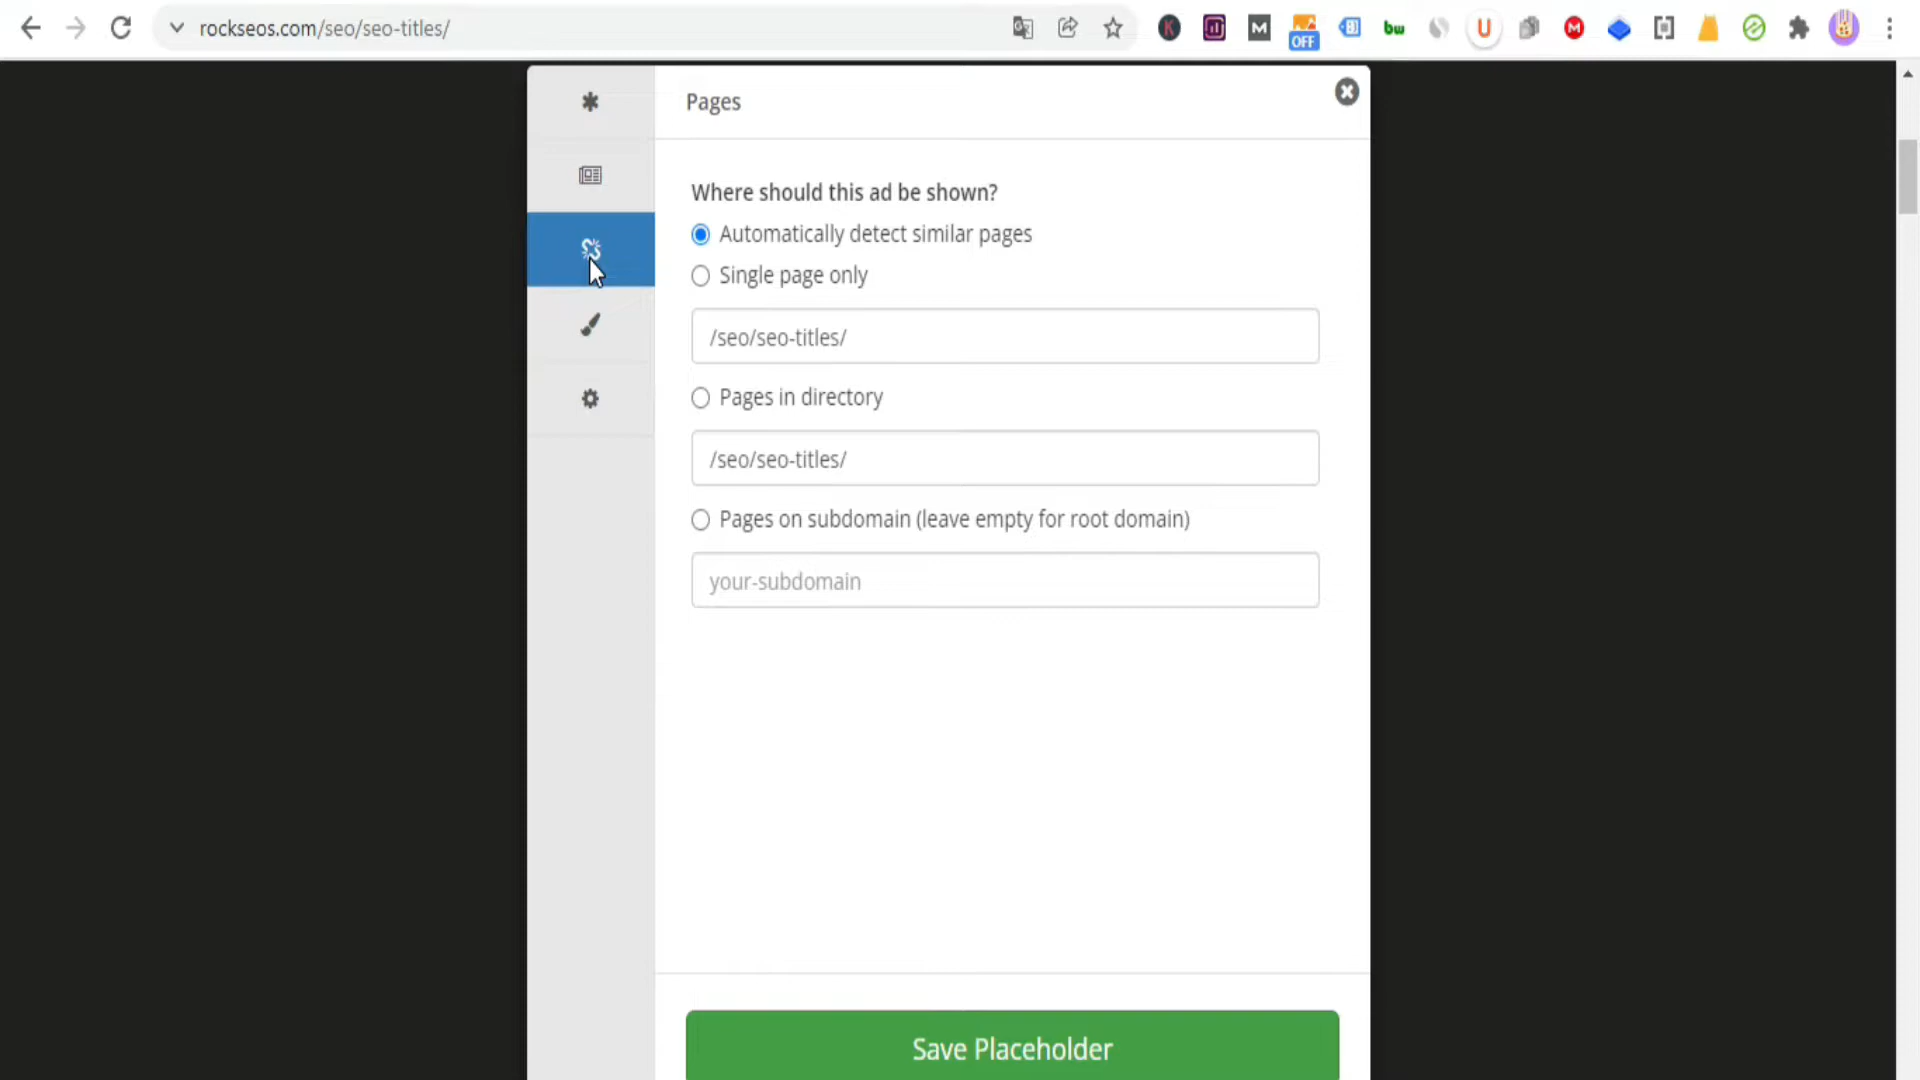 rockseos.com/seo/seo-titles/
K
M
OFF
bw
U
M
Pages
Where should this ad be shown?
Automatically detect similar pages
Single page only
/seo/seo-titles/
Pages in directory
/seo/seo-titles/
Pages on subdomain (leave empty for root domain)
your-subdomain
Save Placeholder